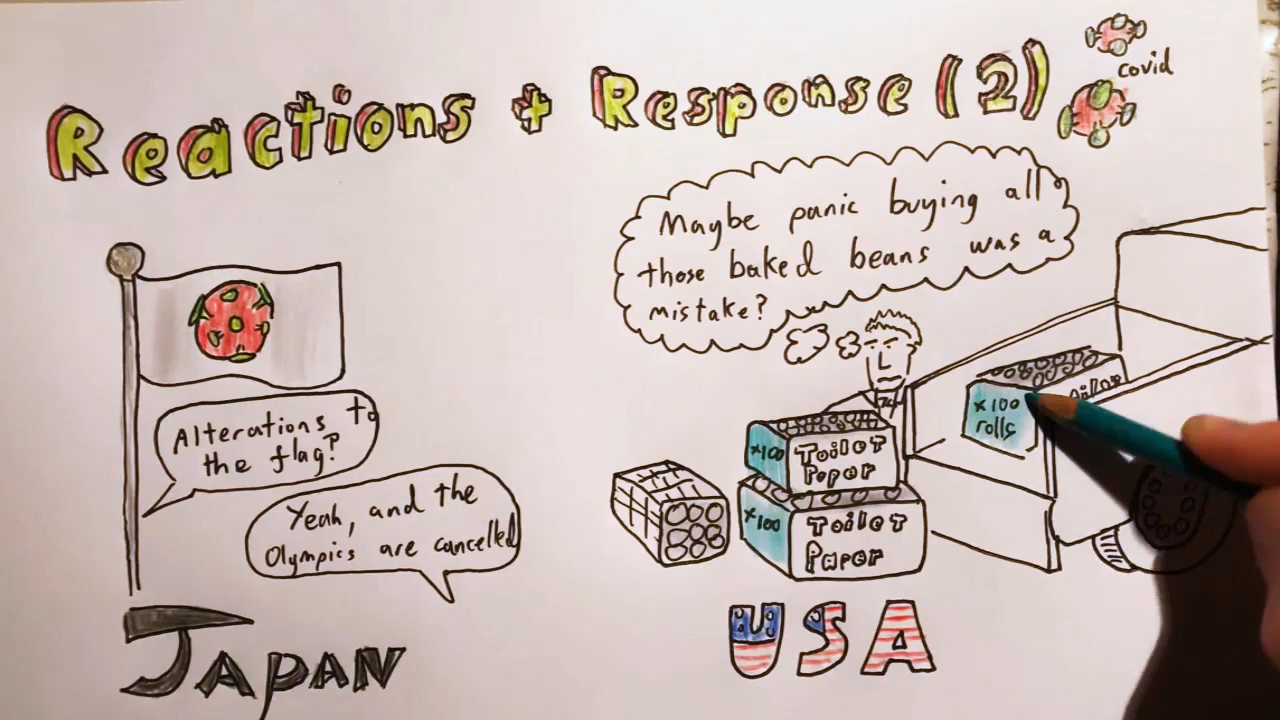 Reactions + Response (2)
covid
Maybe panic buying all
those baked beans was a
mistake?
Alterations to
the flag?
Yeah, and the
Olympics are cancelled
x100
rolls
x100
Toilet
Paper
x100
Toilet
Paper
JAPAN
USA